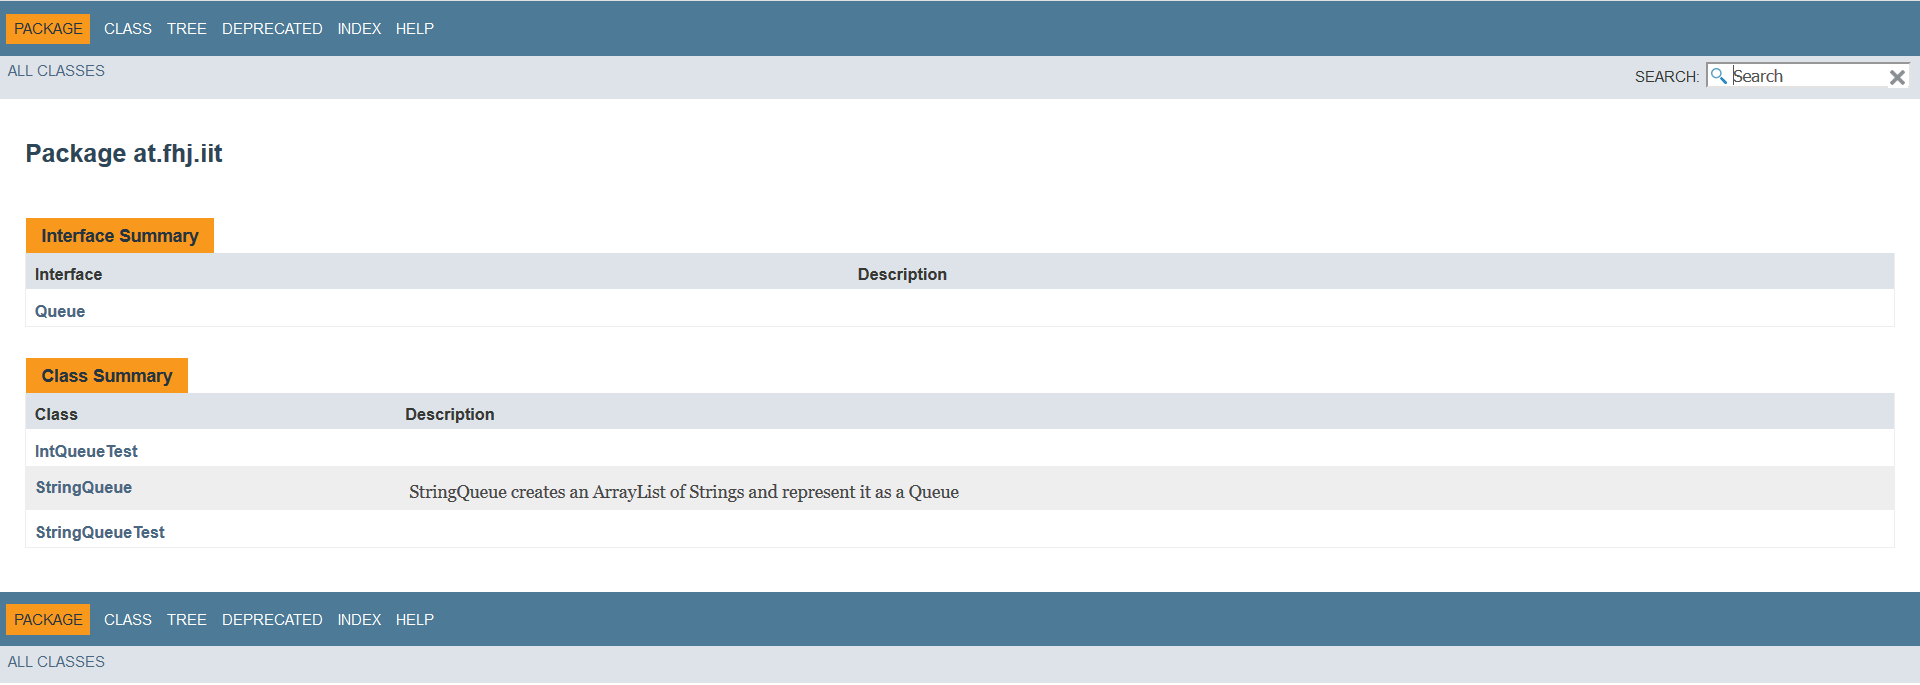 PACKAGE CLASS TREE DEPRECATED INDEX HELP
ALL CLASSES SEARCH: Search
Package at.fhj.iit
Interface Summary
Interface Description
Queue
Class Summary
Class Description
IntQueueTest
StringQueue StringQueue creates an ArrayList of Strings and represent it as a Queue
StringQueueTest
PACKAGE CLASS TREE DEPRECATED INDEX HELP
ALL CLASSES